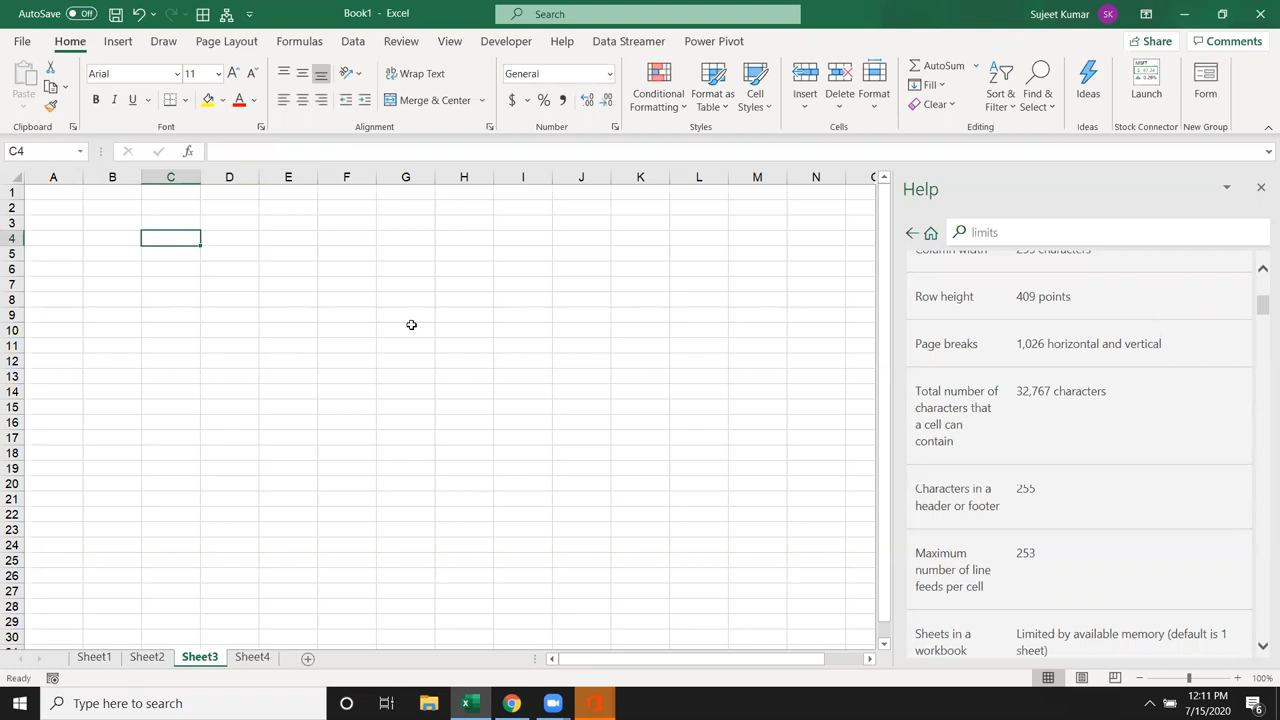 AutoSave Off Book1 - Excel Search Sujeet Kumar SK
File Home Insert Draw Page Layout Formulas Data Review View Developer Help Data Streamer Power Pivot Share Comments
Paste Arial 11 Wrap Text General Conditional Formatting Format as Table Cell Styles Insert Delete Format AutoSum Sort & Filter Find & Select Ideas Launch Form
B I U A Merge & Center $ % Fill
Clear
Clipboard Font Alignment Number Styles Cells Editing Ideas Stock Connector New Group
C4 fx
A B C D E F G H I J K L M N
1
2
3
4
5
6
7
8
9
10
11
12
13
14
15
16
17
18
19
20
21
22
23
24
25
26
27
28
29
30
Help
limits
Column width 255 characters
Row height 409 points
Page breaks 1,026 horizontal and vertical
Total number of 32,767 characters
characters that
a cell can
contain
Characters in a 255
header or footer
Maximum 253
number of line
feeds per cell
Sheets in a Limited by available memory (default is 1
workbook sheet)
Sheet1 Sheet2 Sheet3 Sheet4
Ready 100%
Type here to search 12:11 PM
7/15/2020 6